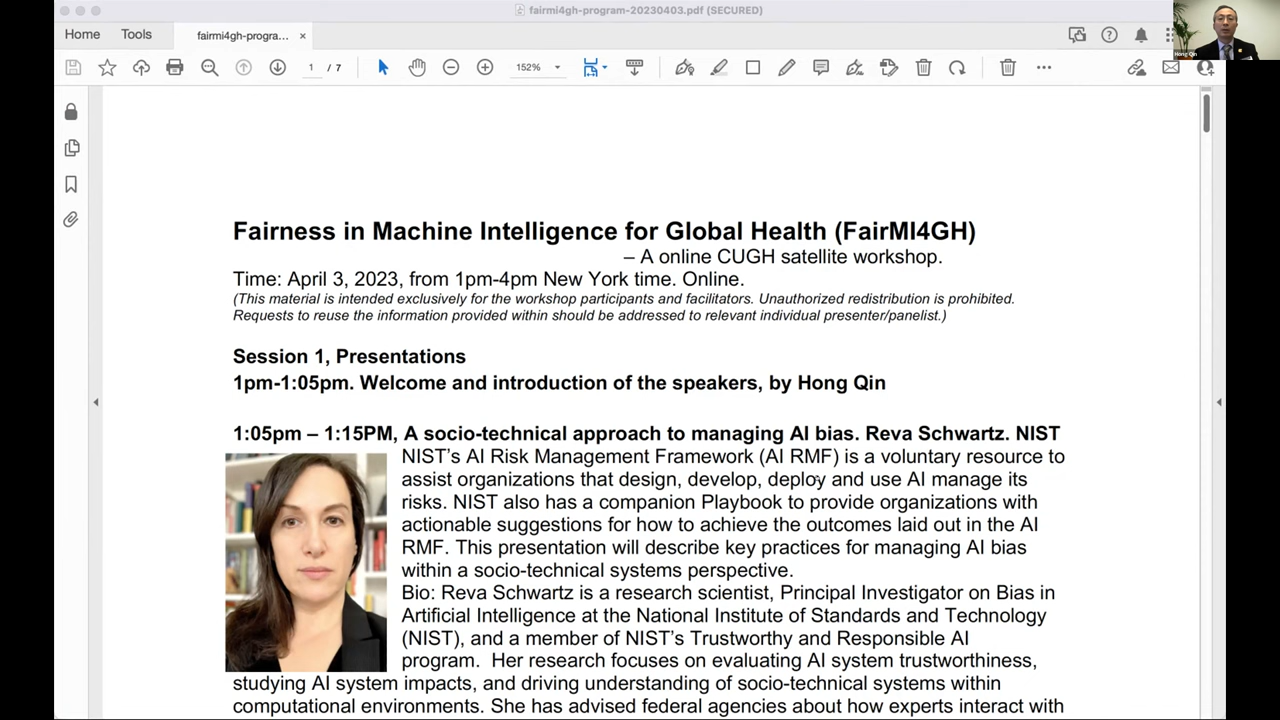 fairmi4gh-program-20230403.pdf (SECURED)
Home Tools fairmi4gh-progra... ×
1 / 7 152%
Hong Qin
Fairness in Machine Intelligence for Global Health (FairMI4GH)
– A online CUGH satellite workshop.
Time: April 3, 2023, from 1pm-4pm New York time. Online.
(This material is intended exclusively for the workshop participants and facilitators. Unauthorized redistribution is prohibited.
Requests to reuse the information provided within should be addressed to relevant individual presenter/panelist.)
Session 1, Presentations
1pm-1:05pm. Welcome and introduction of the speakers, by Hong Qin
1:05pm – 1:15PM, A socio-technical approach to managing AI bias. Reva Schwartz. NIST
NIST's AI Risk Management Framework (AI RMF) is a voluntary resource to
assist organizations that design, develop, deploy and use AI manage its
risks. NIST also has a companion Playbook to provide organizations with
actionable suggestions for how to achieve the outcomes laid out in the AI
RMF. This presentation will describe key practices for managing AI bias
within a socio-technical systems perspective.
Bio: Reva Schwartz is a research scientist, Principal Investigator on Bias in
Artificial Intelligence at the National Institute of Standards and Technology
(NIST), and a member of NIST's Trustworthy and Responsible AI
program. Her research focuses on evaluating AI system trustworthiness,
studying AI system impacts, and driving understanding of socio-technical systems within
computational environments. She has advised federal agencies about how experts interact with